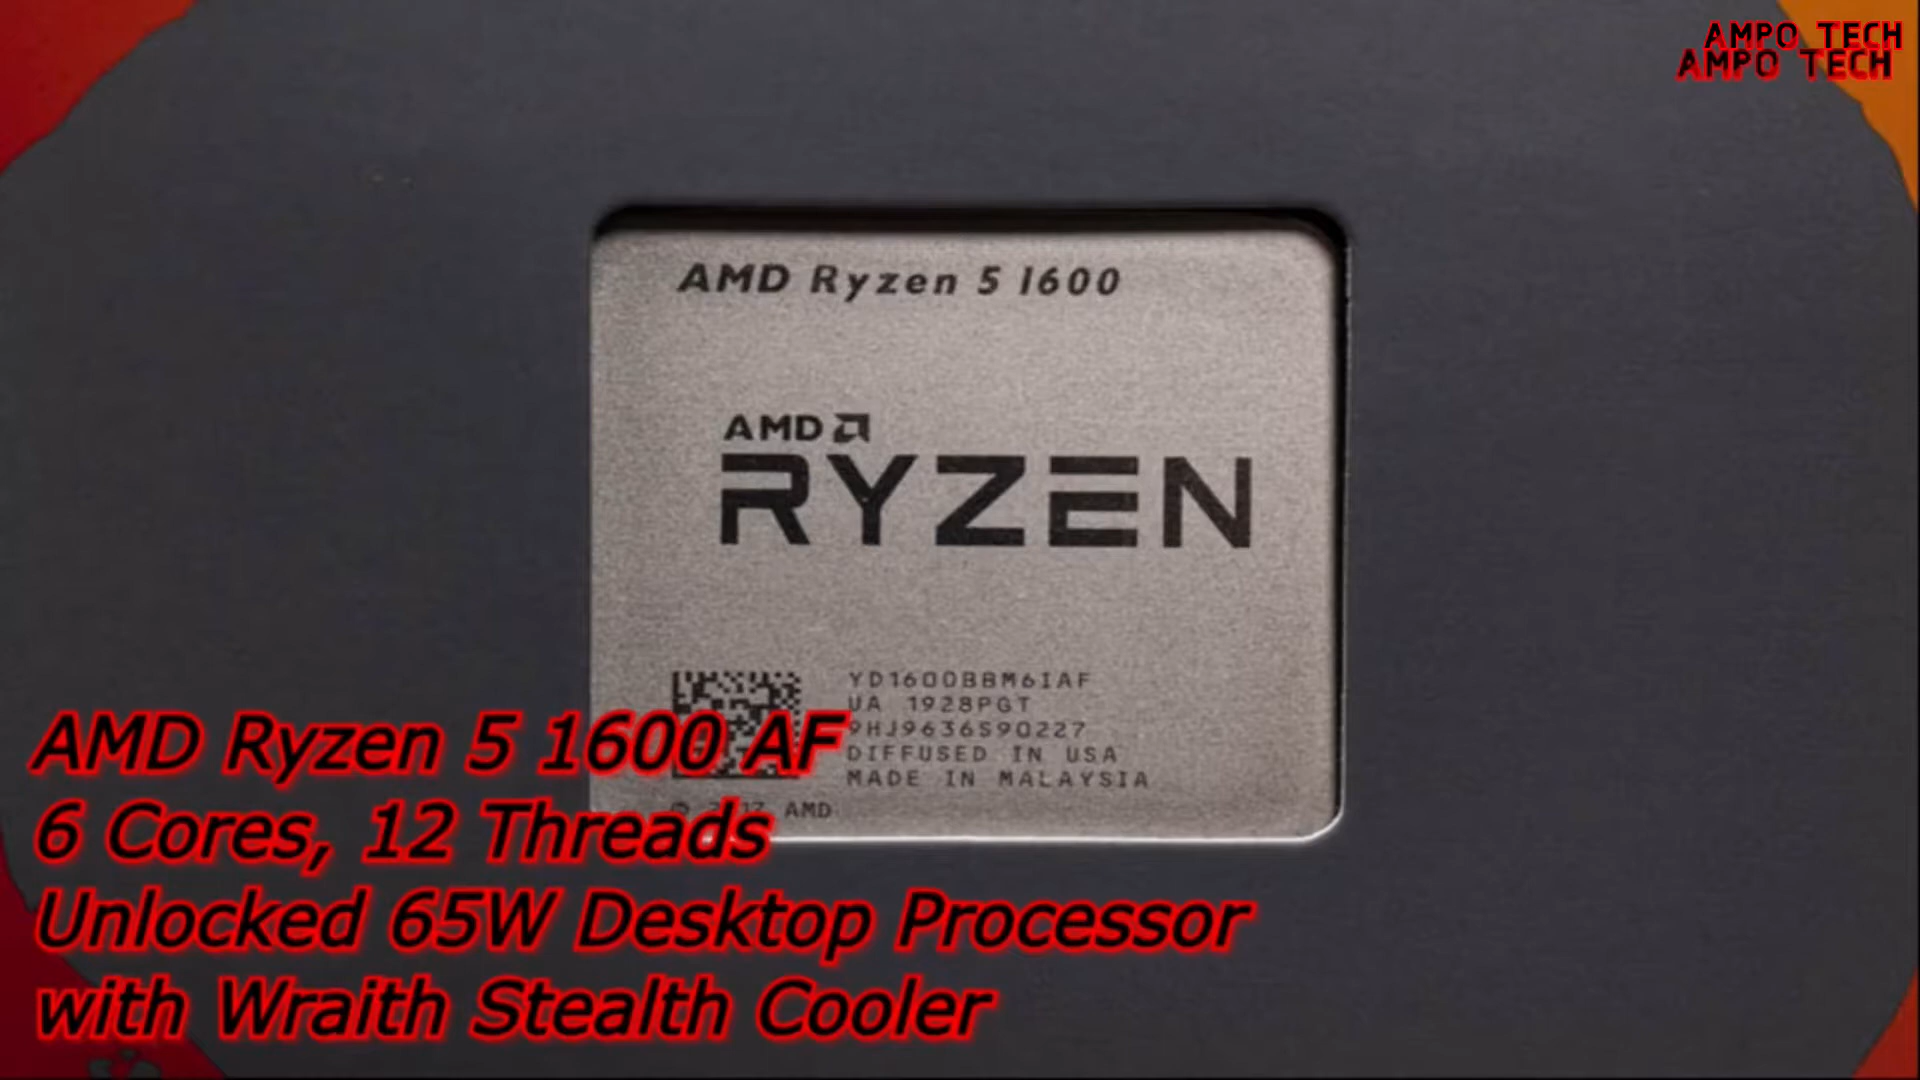 AMPO TECH
AMPO TECH
AMD Ryzen 5 1600
AMD
RYZEN
YD1600BBM6IAF
UA 1928PGT
9HJ9636S90227
DIFFUSED IN USA
MADE IN MALAYSIA
© 2017 AMD
AMD Ryzen 5 1600 AF
6 Cores, 12 Threads
Unlocked 65W Desktop Processor
with Wraith Stealth Cooler